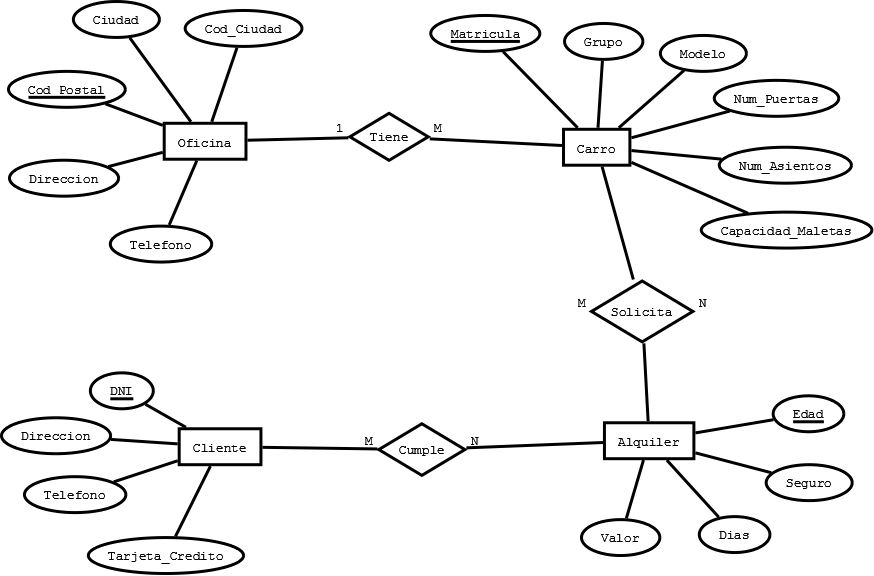 Ciudad
Cod_Ciudad
Cod_Postal
Oficina
Direccion
Telefono
1
Tiene
M
Matricula
Grupo
Modelo
Num_Puertas
Carro
Num_Asientos
Capacidad_Maletas
M
Solicita
N
DNI
Direccion
Cliente
Telefono
Tarjeta_Credito
M
Cumple
N
Edad
Alquiler
Seguro
Dias
Valor